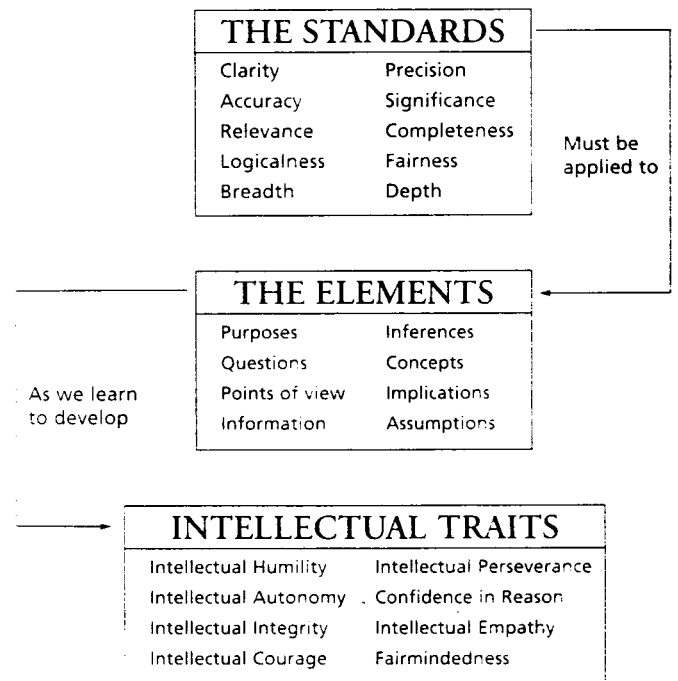 THE STANDARDS
Clarity Precision
Accuracy Significance
Relevance Completeness
Logicalness Fairness
Breadth Depth
Must be
applied to
THE ELEMENTS
Purposes Inferences
Questions Concepts
Points of view Implications
Information Assumptions
As we learn
to develop
INTELLECTUAL TRAITS
Intellectual Humility Intellectual Perseverance
Intellectual Autonomy Confidence in Reason
Intellectual Integrity Intellectual Empathy
Intellectual Courage Fairmindedness